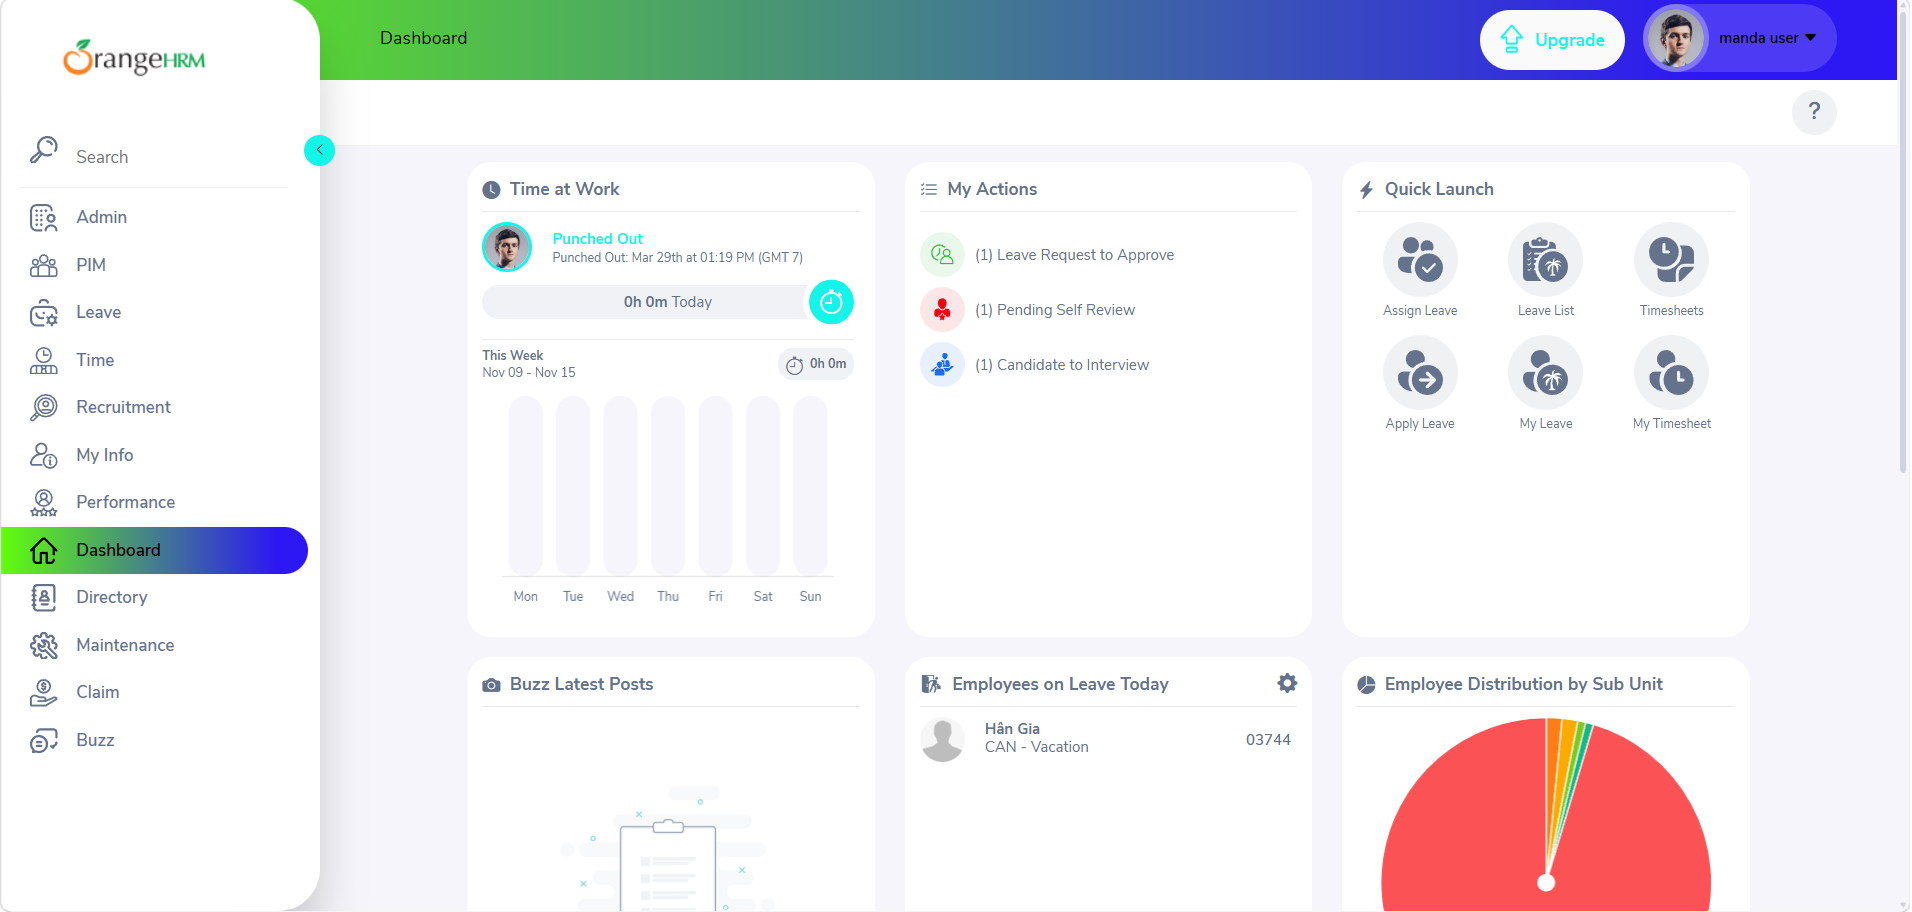 OrangeHRM
Search
Admin
PIM
Leave
Time
Recruitment
My Info
Performance
Dashboard
Directory
Maintenance
Claim
Buzz
Dashboard
Upgrade
manda user
?
Time at Work
Punched Out
Punched Out: Mar 29th at 01:19 PM (GMT 7)
0h 0m Today
This Week
Nov 09 - Nov 15
0h 0m
Mon Tue Wed Thu Fri Sat Sun
My Actions
(1) Leave Request to Approve
(1) Pending Self Review
(1) Candidate to Interview
Quick Launch
Assign Leave Leave List Timesheets
Apply Leave My Leave My Timesheet
Buzz Latest Posts
Employees on Leave Today
Hân Gia
CAN - Vacation
03744
Employee Distribution by Sub Unit